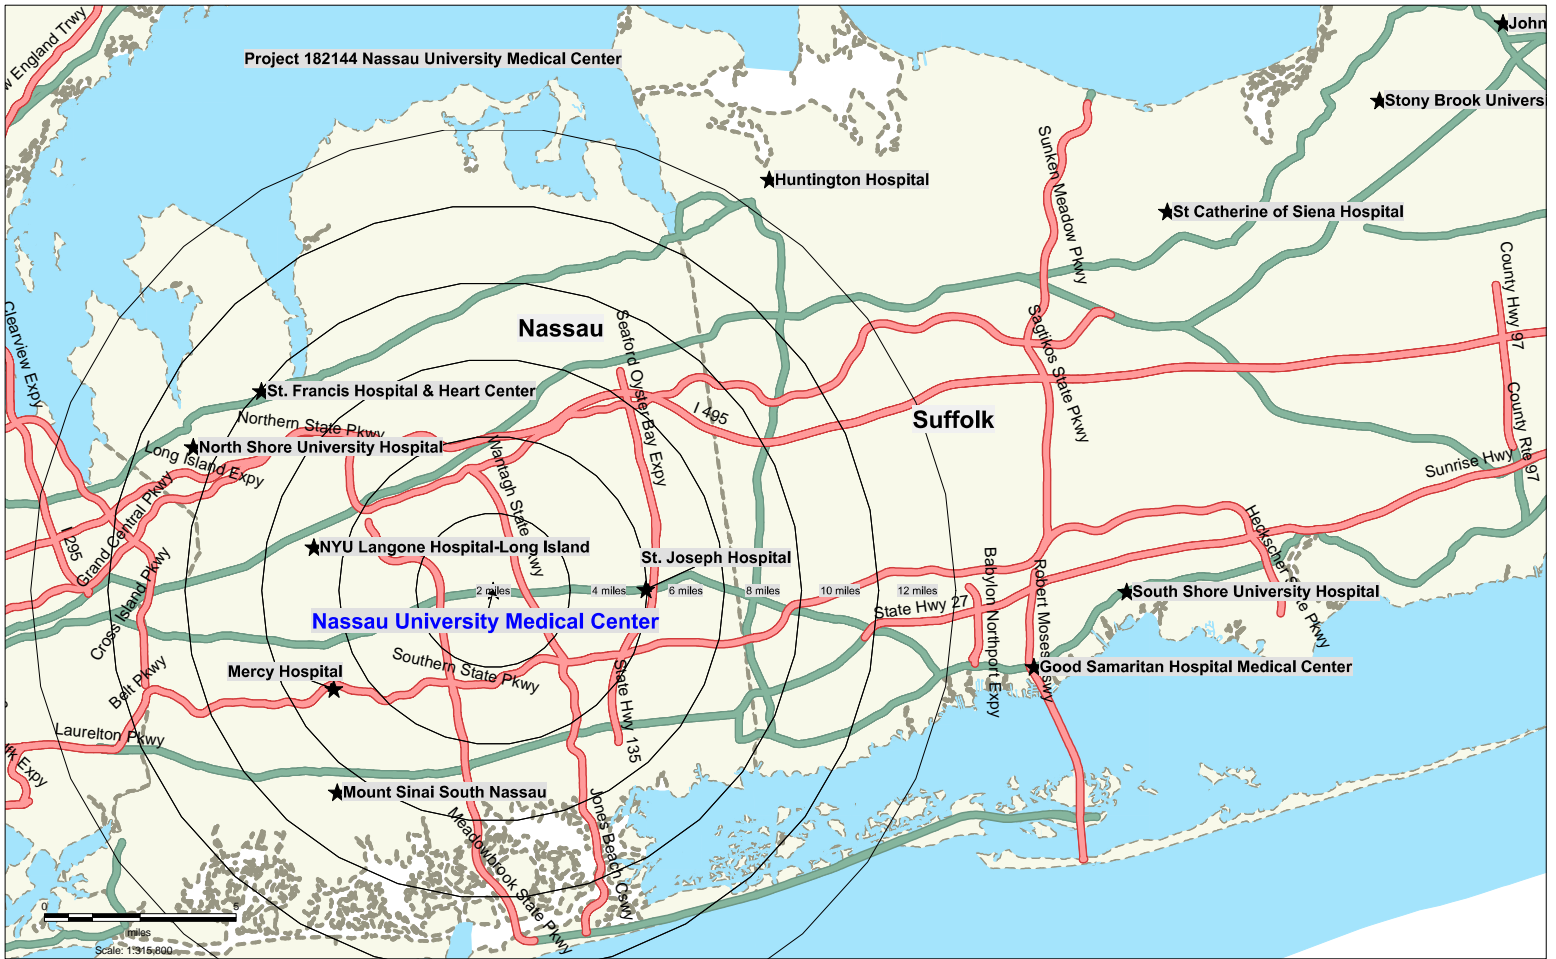 w England Trwy
Project 182144 Nassau University Medical Center
John
Stony Brook Universi
Huntington Hospital
Sunken Meadow Pkwy
St Catherine of Siena Hospital
County Hwy 97
Clearview Expy
Nassau
Seaford Oyster Bay Expy
Sagtikos State Pkwy
St. Francis Hospital & Heart Center
Northern State Pkwy
I 495
Suffolk
County Rte 97
North Shore University Hospital
Long Island Expy
Wantagh State Pkwy
Sunrise Hwy
I 295
Grand Central Pkwy
NYU Langone Hospital-Long Island
St. Joseph Hospital
Heckscher State Pkwy
Cross Island Pkwy
2 miles
4 miles
6 miles
8 miles
10 miles
12 miles
Babylon Northport Expy
Robert Moses Cswy
South Shore University Hospital
State Hwy 27
Nassau University Medical Center
Mercy Hospital
Southern State Pkwy
Good Samaritan Hospital Medical Center
Belt Pkwy
State Hwy 135
Laurelton Pkwy
Expy
Mount Sinai South Nassau
Meadowbrook State Pkwy
Jones Beach Cswy
0
5
miles
Scale: 1:315,800